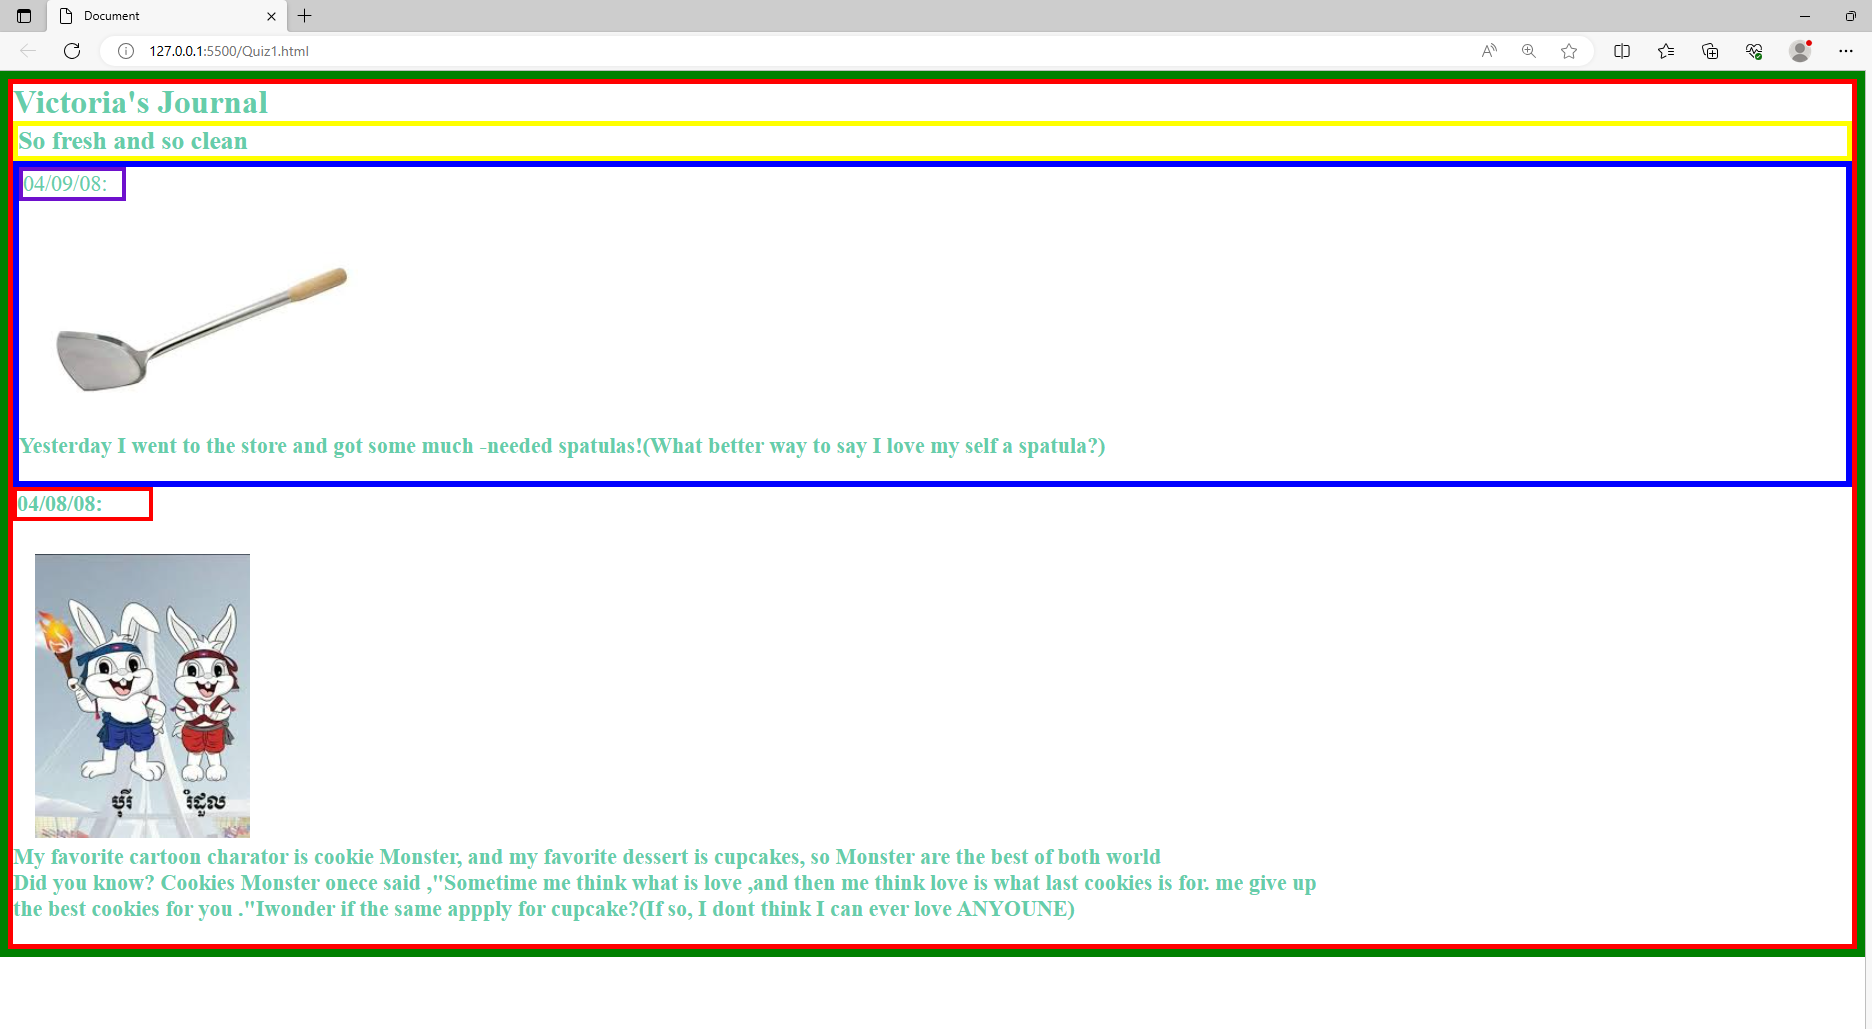 Document
127.0.0.1:5500/Quiz1.html
Victoria's Journal
So fresh and so clean
04/09/08:
Yesterday I went to the store and got some much -needed spatulas!(What better way to say I love my self a spatula?)
04/08/08:
បុរី រំដួល
My favorite cartoon charator is cookie Monster, and my favorite dessert is cupcakes, so Monster are the best of both world
Did you know? Cookies Monster onece said ,"Sometime me think what is love ,and then me think love is what last cookies is for. me give up
the best cookies for you ."Iwonder if the same appply for cupcake?(If so, I dont think I can ever love ANYOUNE)